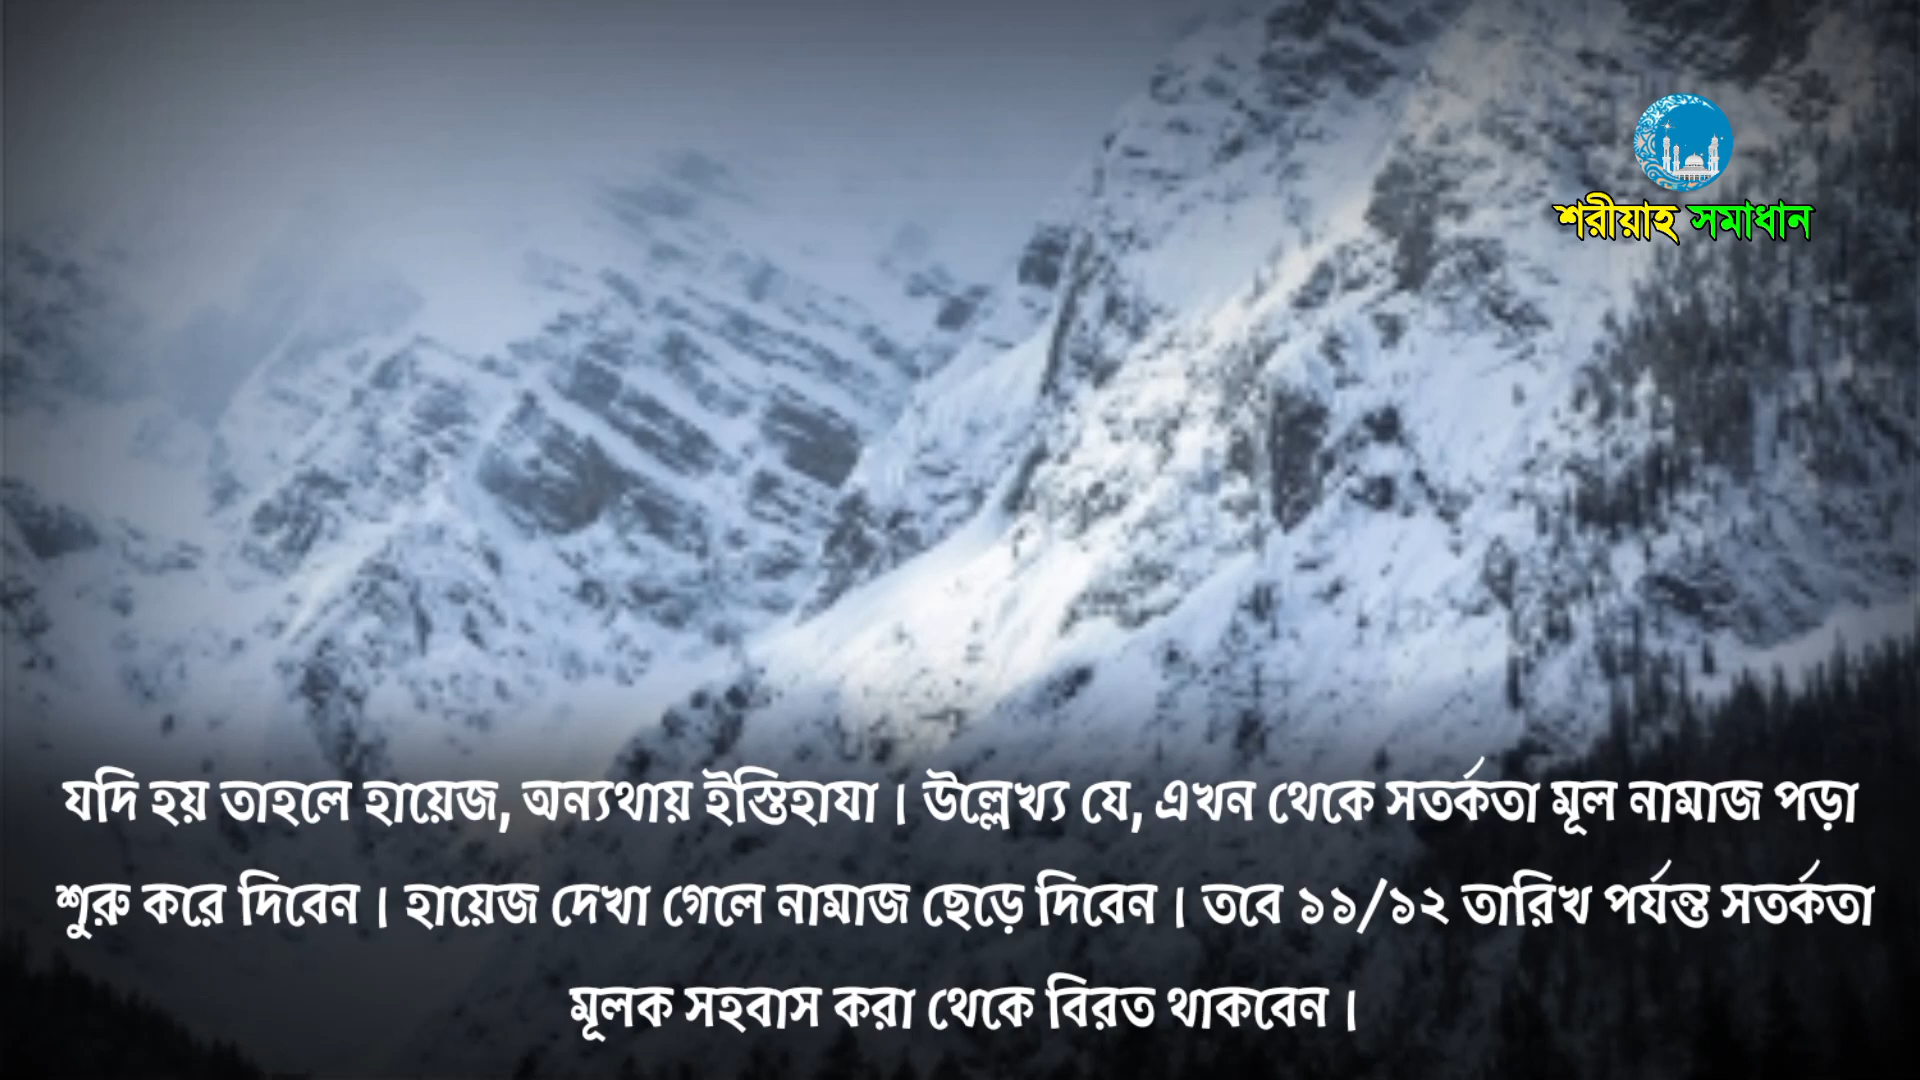 শরীয়াহ সমাধান
যদি হয় তাহলে হায়েজ, অন্যথায় ইস্তিহাযা । উল্লেখ্য যে, এখন থেকে সতর্কতা মূল নামাজ পড়া
শুরু করে দিবেন । হায়েজ দেখা গেলে নামাজ ছেড়ে দিবেন । তবে ১১/১২ তারিখ পর্যন্ত সতর্কতা
মূলক সহবাস করা থেকে বিরত থাকবেন ।